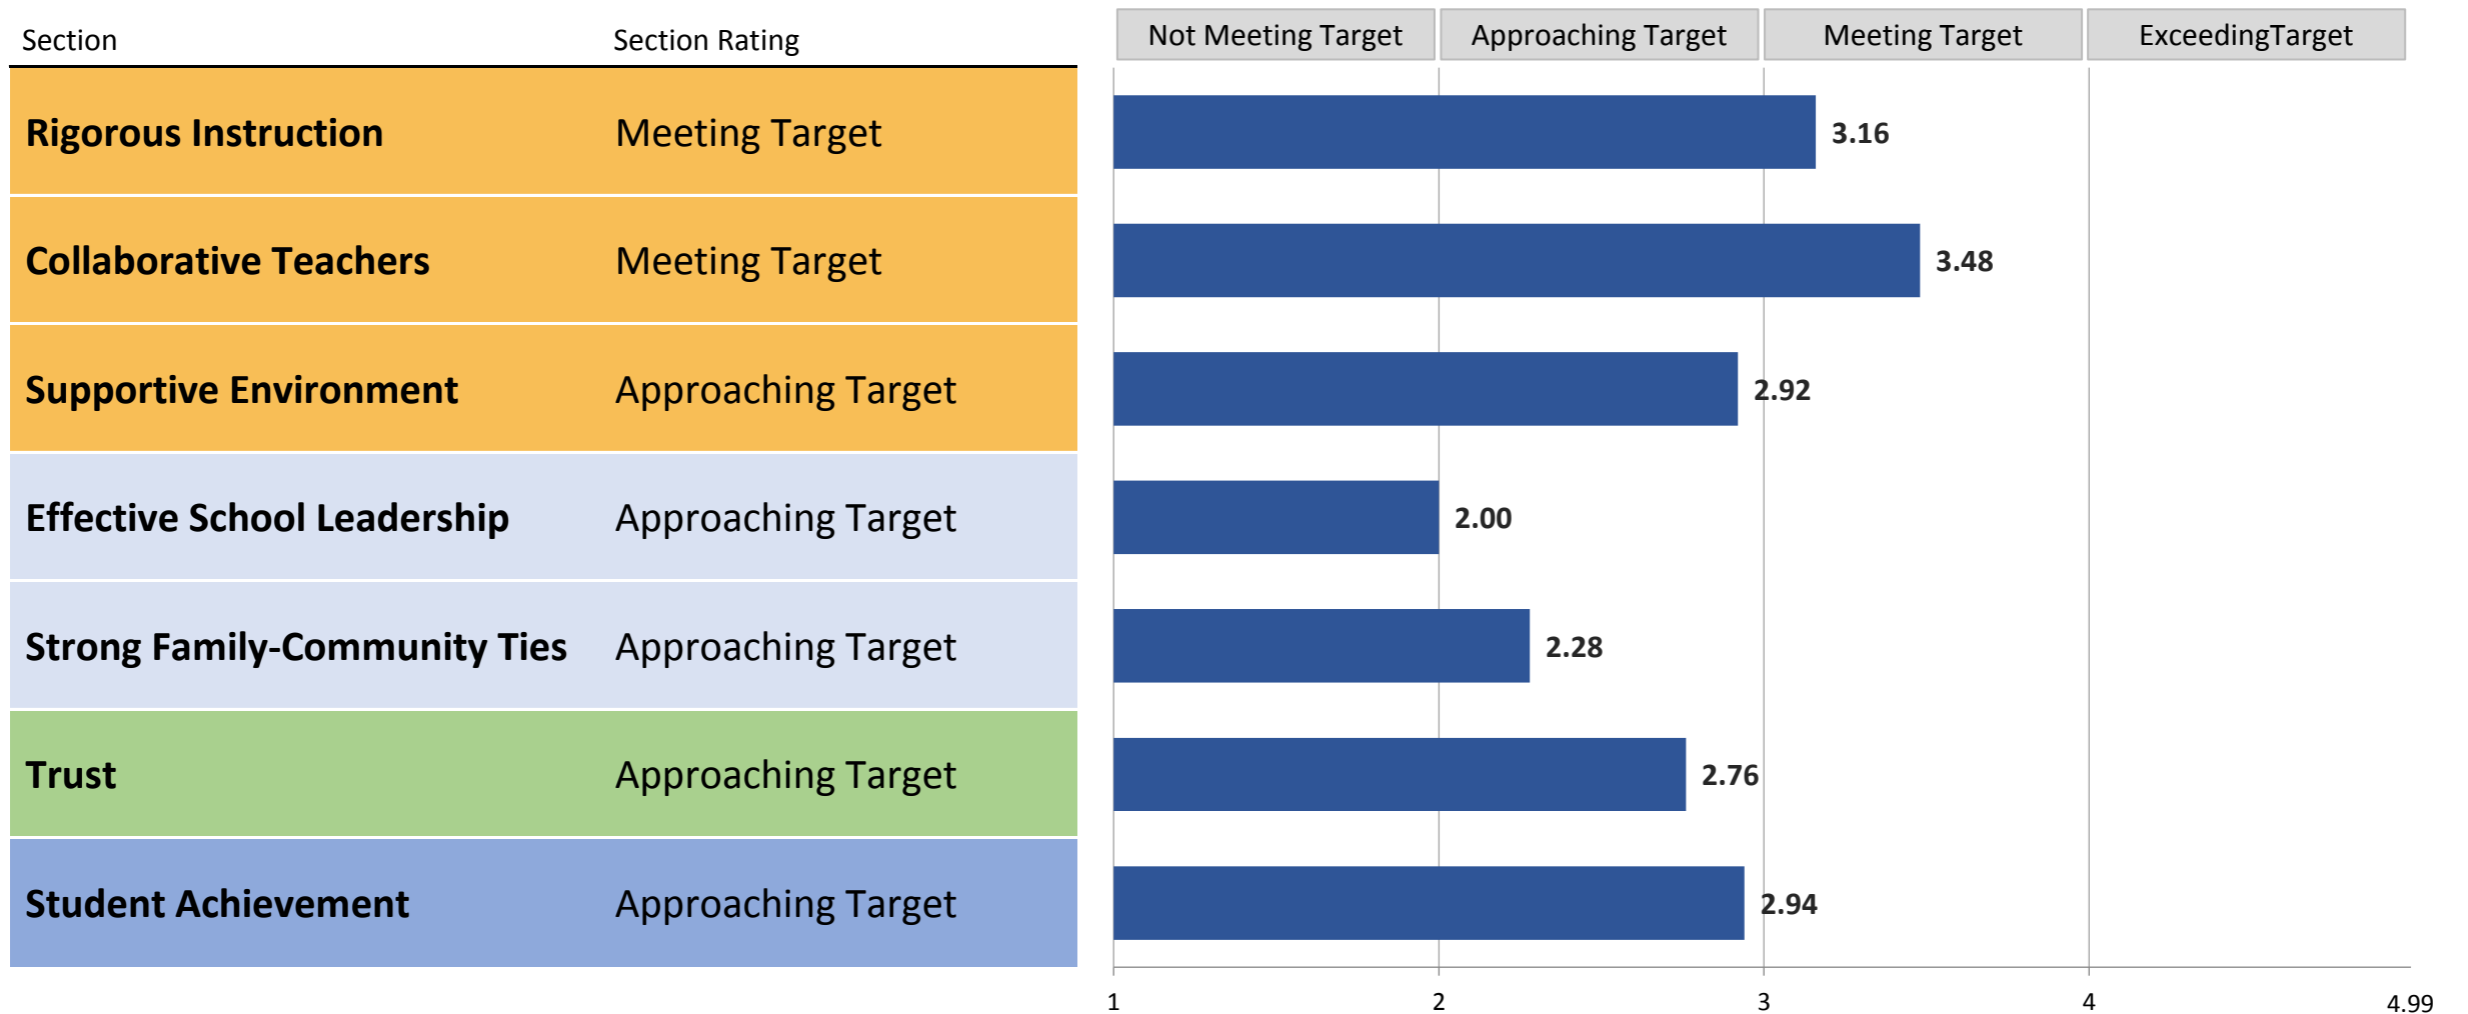 Section Section Rating Not Meeting Target Approaching Target Meeting Target ExceedingTarget
Rigorous Instruction Meeting Target 3.16
Collaborative Teachers Meeting Target 3.48
Supportive Environment Approaching Target 2.92
Effective School Leadership Approaching Target 2.00
Strong Family-Community Ties Approaching Target 2.28
Trust Approaching Target 2.76
Student Achievement Approaching Target 2.94
1 2 3 4 4.99